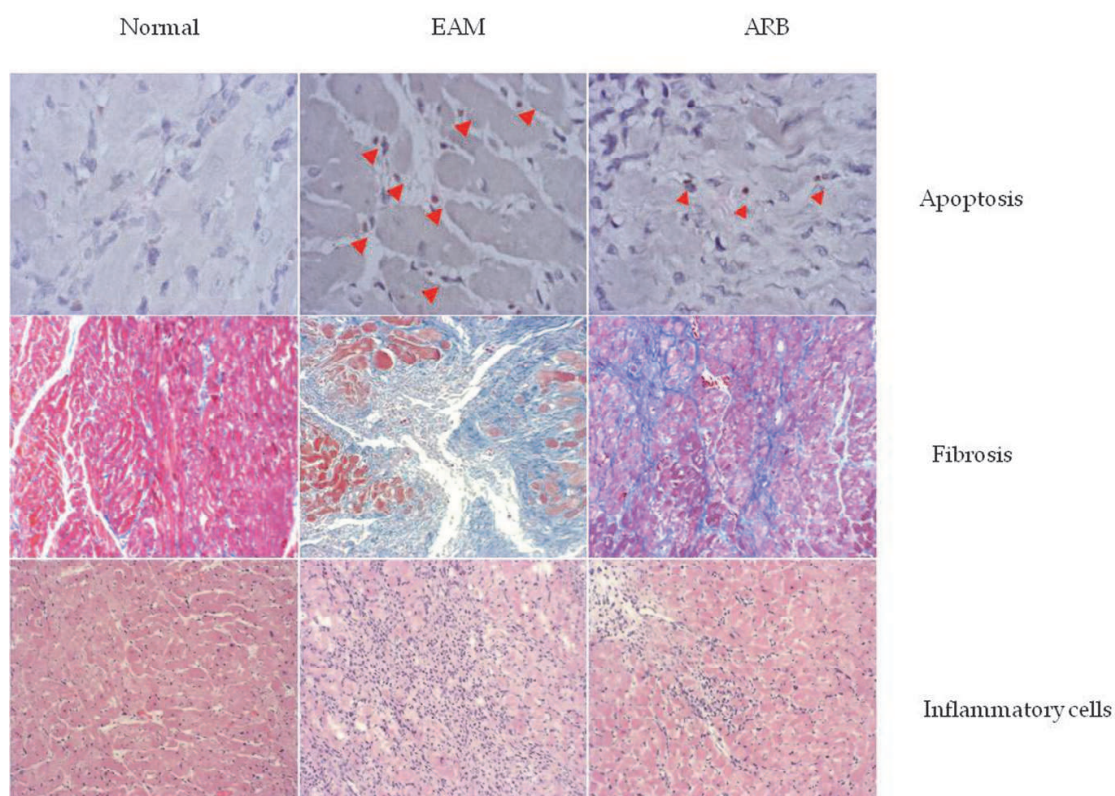 Normal
EAM
ARB
Apoptosis
Fibrosis
Inflammatory cells